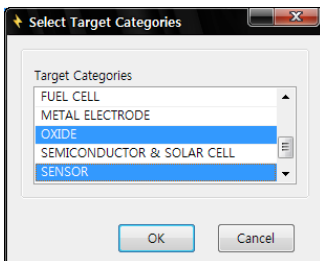 Select Target Categories
Target Categories
FUEL CELL
METAL ELECTRODE
OXIDE
SEMICONDUCTOR & SOLAR CELL
SENSOR
OK
Cancel